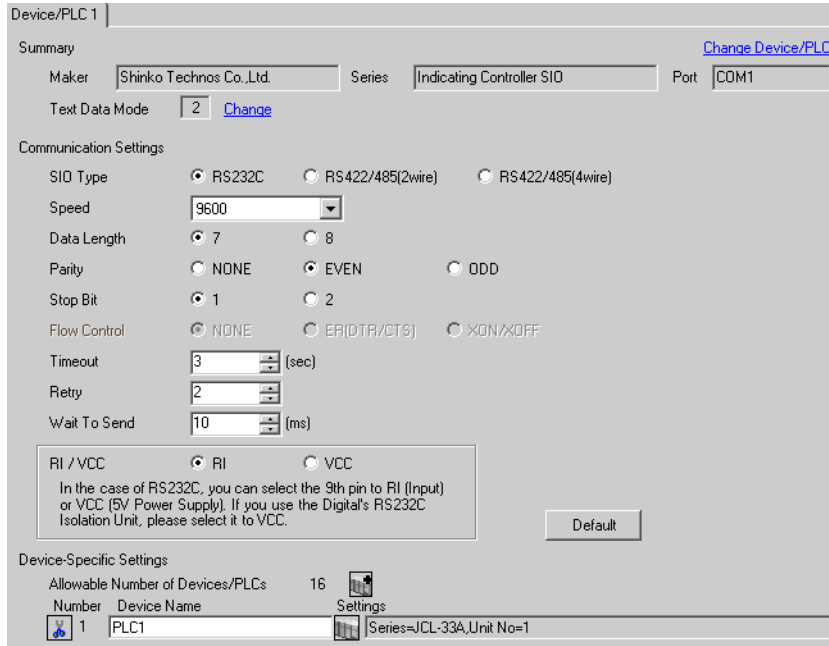 Device/PLC 1
Summary Change Device/PLC
Maker Shinko Technos Co.,Ltd. Series Indicating Controller SIO Port COM1
Text Data Mode 2 Change
Communication Settings
SIO Type RS232C RS422/485(2wire) RS422/485(4wire)
Speed 9600
Data Length 7 8
Parity NONE EVEN ODD
Stop Bit 1 2
Flow Control NONE ER(DTR/CTS) XON/XOFF
Timeout 3 (sec)
Retry 2
Wait To Send 10 (ms)
RI / VCC RI VCC
In the case of RS232C, you can select the 9th pin to RI (Input)
or VCC (5V Power Supply). If you use the Digital's RS232C
Isolation Unit, please select it to VCC.
Default
Device-Specific Settings
Allowable Number of Devices/PLCs 16
Number Device Name Settings
1 PLC1 Series=JCL-33A,Unit No=1